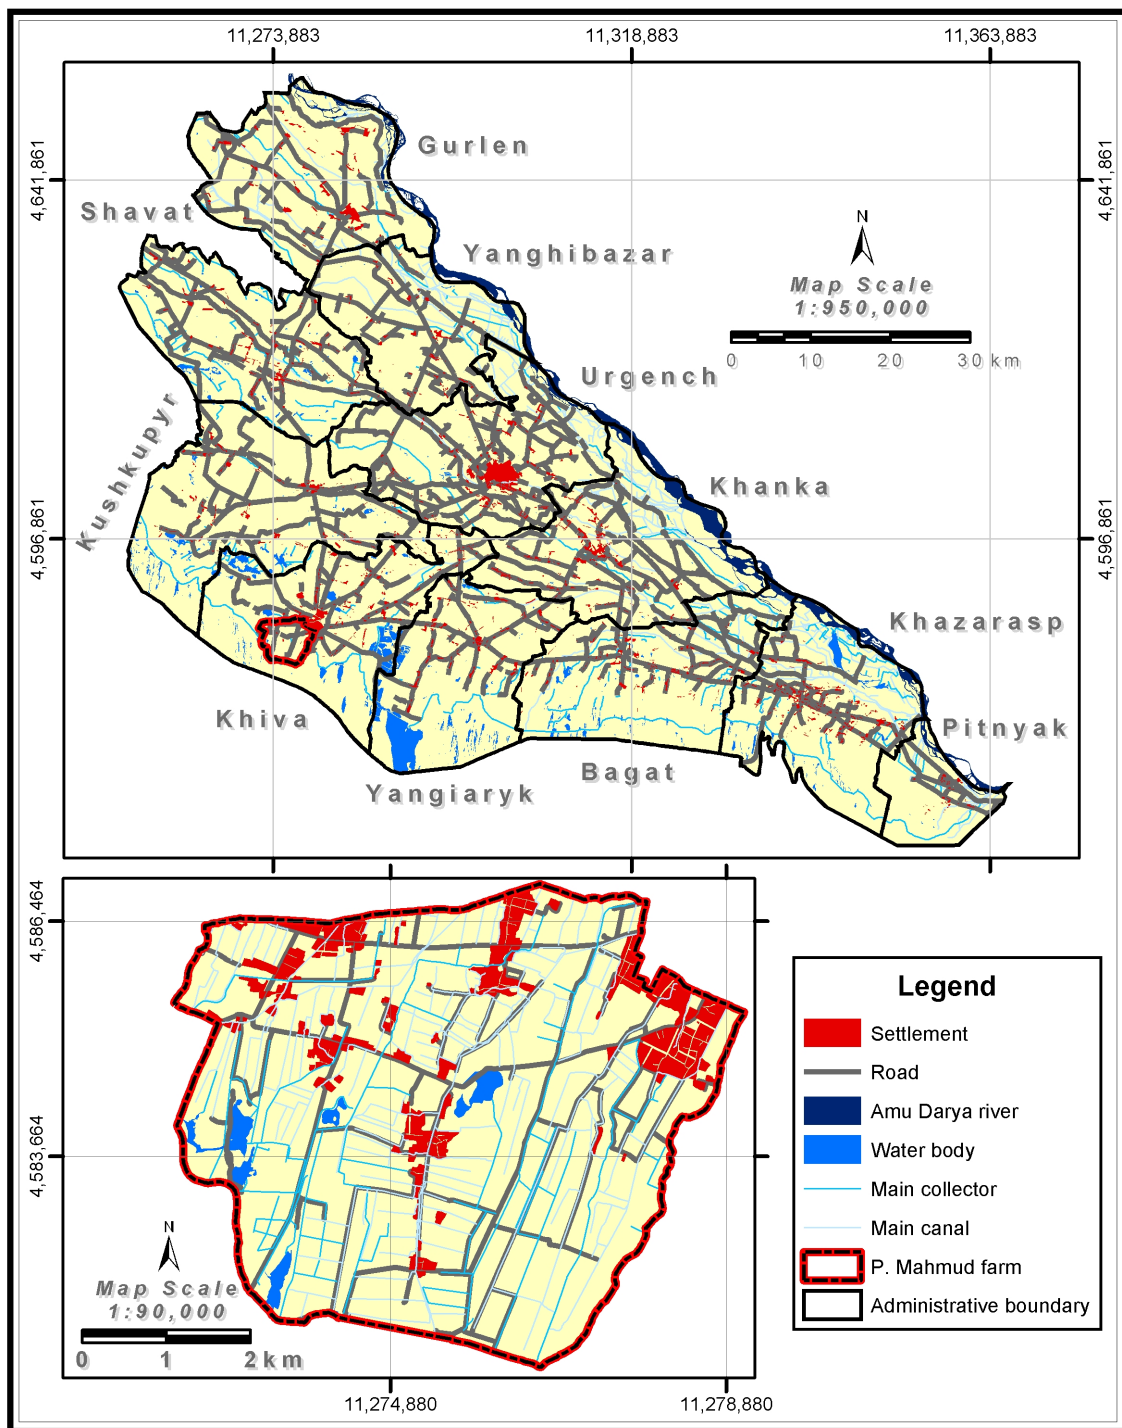 11,273,883
11,318,883
11,363,883
4,641,861
4,641,861
Gurlen
Shavat
Yanghibazar
N
Map Scale
1:950,000
0 10 20 30 km
Urgench
Kushkupyr
Khanka
4,596,861
4,596,861
Khazarasp
Khiva
Pitnyak
Bagat
Yangiaryk
4,586,464
4,583,664
N
Map Scale
1:90,000
0 1 2 km
11,274,880
11,278,880
Legend
Settlement
Road
Amu Darya river
Water body
Main collector
Main canal
P. Mahmud farm
Administrative boundary